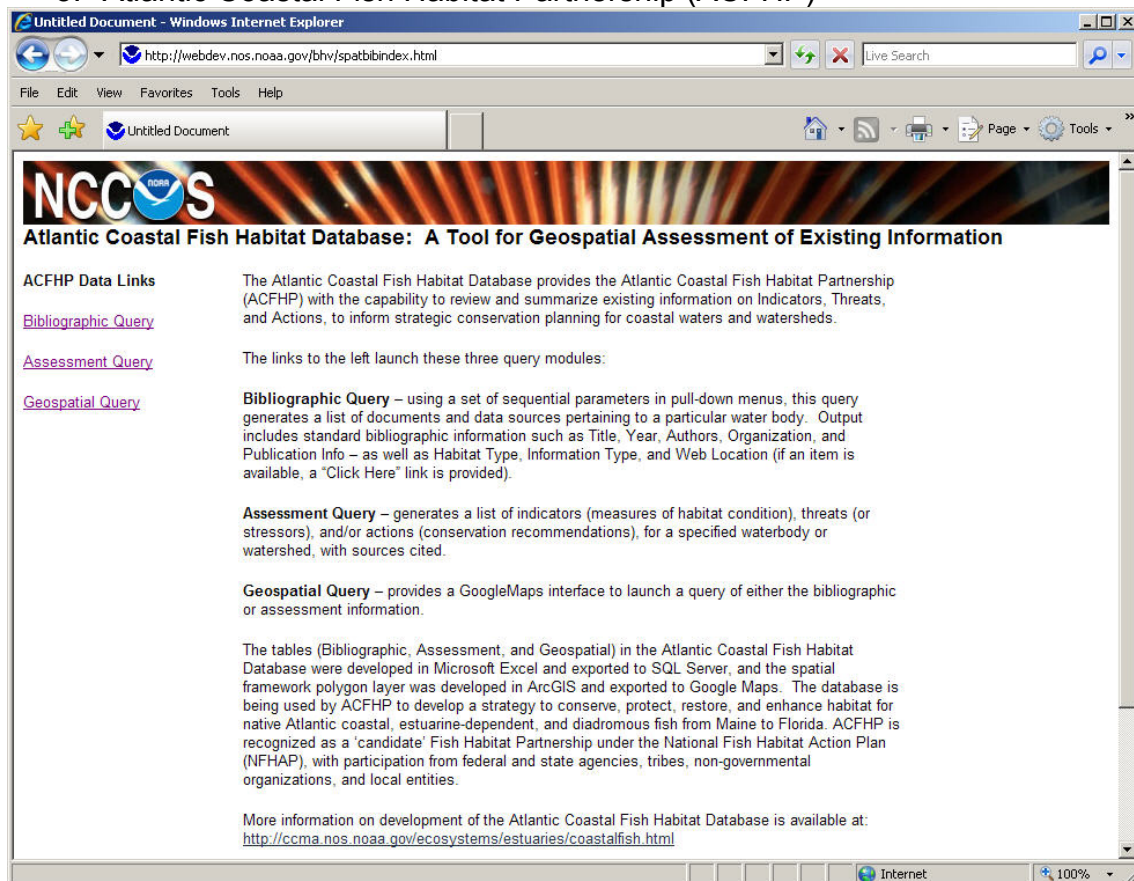 Atlantic Coastal Fish Habitat Partnership (ACFHP)
Untitled Document - Windows Internet Explorer
http://webdev.nos.noaa.gov/bhv/spatbibindex.html
Live Search
File Edit View Favorites Tools Help
Untitled Document
Page Tools
NCCOS
NOAA
Atlantic Coastal Fish Habitat Database: A Tool for Geospatial Assessment of Existing Information
ACFHP Data Links
Bibliographic Query
Assessment Query
Geospatial Query
The Atlantic Coastal Fish Habitat Database provides the Atlantic Coastal Fish Habitat Partnership
(ACFHP) with the capability to review and summarize existing information on Indicators, Threats,
and Actions, to inform strategic conservation planning for coastal waters and watersheds.
The links to the left launch these three query modules:
Bibliographic Query – using a set of sequential parameters in pull-down menus, this query
generates a list of documents and data sources pertaining to a particular water body. Output
includes standard bibliographic information such as Title, Year, Authors, Organization, and
Publication Info – as well as Habitat Type, Information Type, and Web Location (if an item is
available, a “Click Here” link is provided).
Assessment Query – generates a list of indicators (measures of habitat condition), threats (or
stressors), and/or actions (conservation recommendations), for a specified waterbody or
watershed, with sources cited.
Geospatial Query – provides a GoogleMaps interface to launch a query of either the bibliographic
or assessment information.
The tables (Bibliographic, Assessment, and Geospatial) in the Atlantic Coastal Fish Habitat
Database were developed in Microsoft Excel and exported to SQL Server, and the spatial
framework polygon layer was developed in ArcGIS and exported to Google Maps. The database is
being used by ACFHP to develop a strategy to conserve, protect, restore, and enhance habitat for
native Atlantic coastal, estuarine-dependent, and diadromous fish from Maine to Florida. ACFHP is
recognized as a ‘candidate’ Fish Habitat Partnership under the National Fish Habitat Action Plan
(NFHAP), with participation from federal and state agencies, tribes, non-governmental
organizations, and local entities.
More information on development of the Atlantic Coastal Fish Habitat Database is available at:
http://ccma.nos.noaa.gov/ecosystems/estuaries/coastalfish.html
Internet
100%